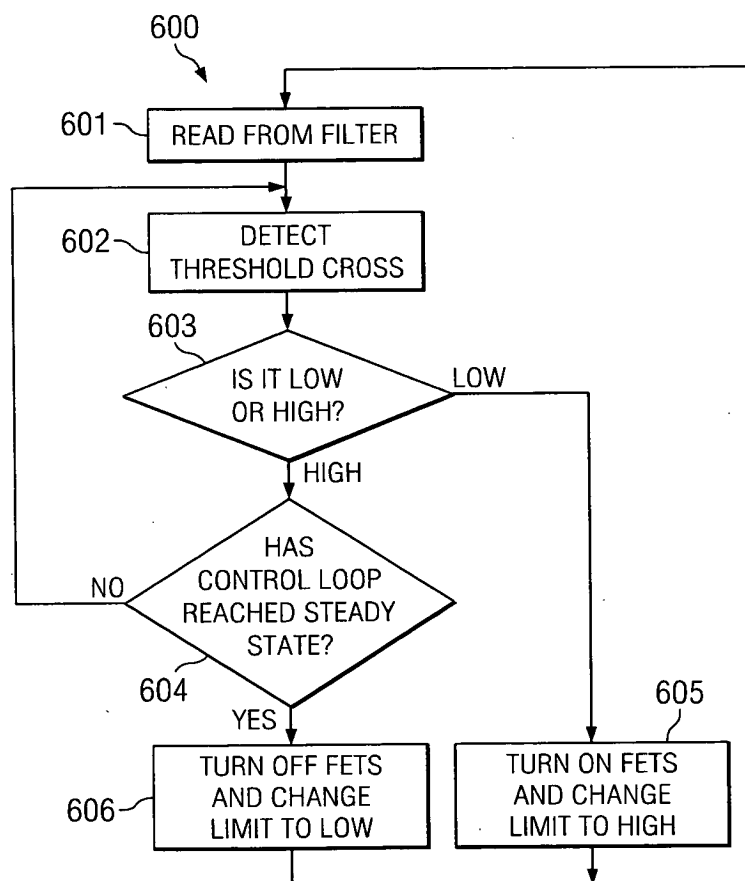 600
601
READ FROM FILTER
602
DETECT
THRESHOLD CROSS
603
IS IT LOW
OR HIGH?
LOW
HIGH
HAS
CONTROL LOOP
REACHED STEADY
STATE?
NO
604
YES
605
606
TURN OFF FETS
AND CHANGE
LIMIT TO LOW
TURN ON FETS
AND CHANGE
LIMIT TO HIGH